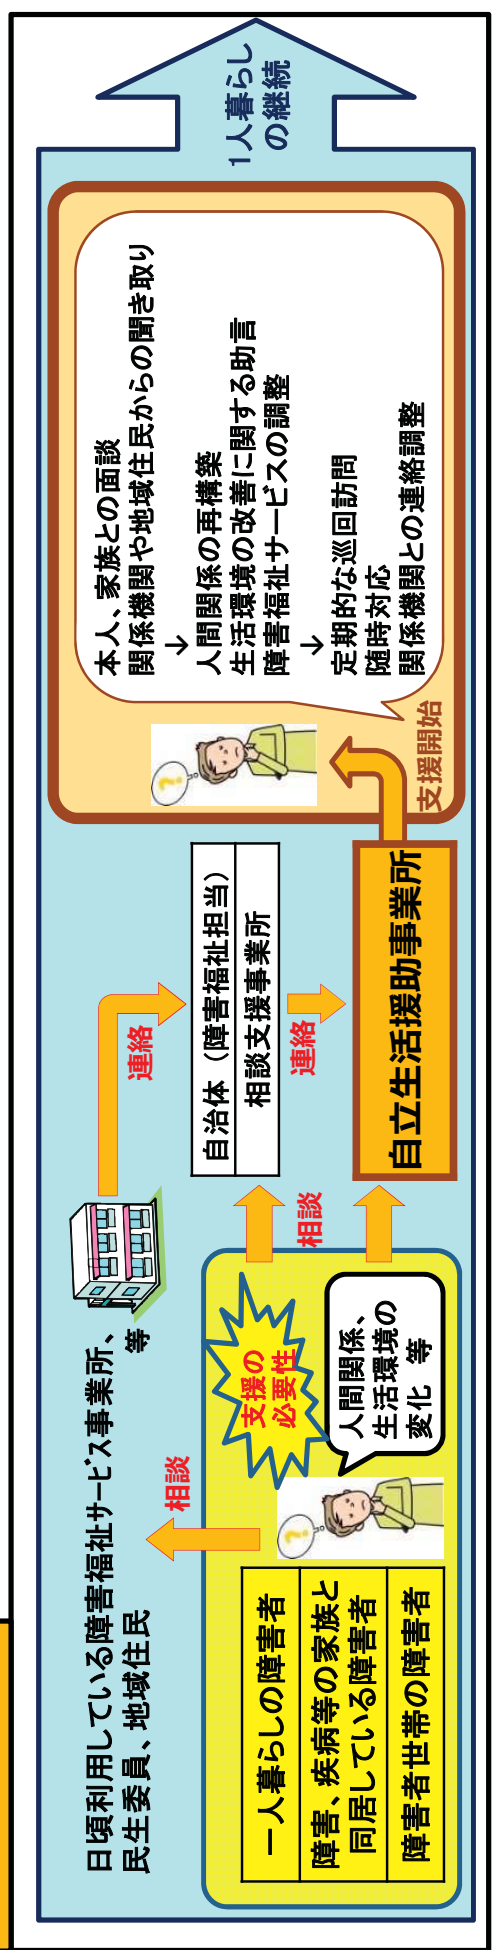 日頃利用している障害福祉サービス事業所、
民生委員、地域住民　等
相談
連絡
一人暮らしの障害者
障害、疾病等の家族と
同居している障害者
障害者世帯の障害者
支援の
必要性
人間関係、
生活環境の
変化　等
相談
自治体（障害福祉担当）
相談支援事業所
連絡
自立生活援助事業所
支援開始
本人、家族との面談
関係機関や地域住民からの聞き取り
↓
人間関係の再構築
生活環境の改善に関する助言
障害福祉サービスの調整
↓
定期的な巡回訪問
随時対応
関係機関との連絡調整
1人暮らし
の継続